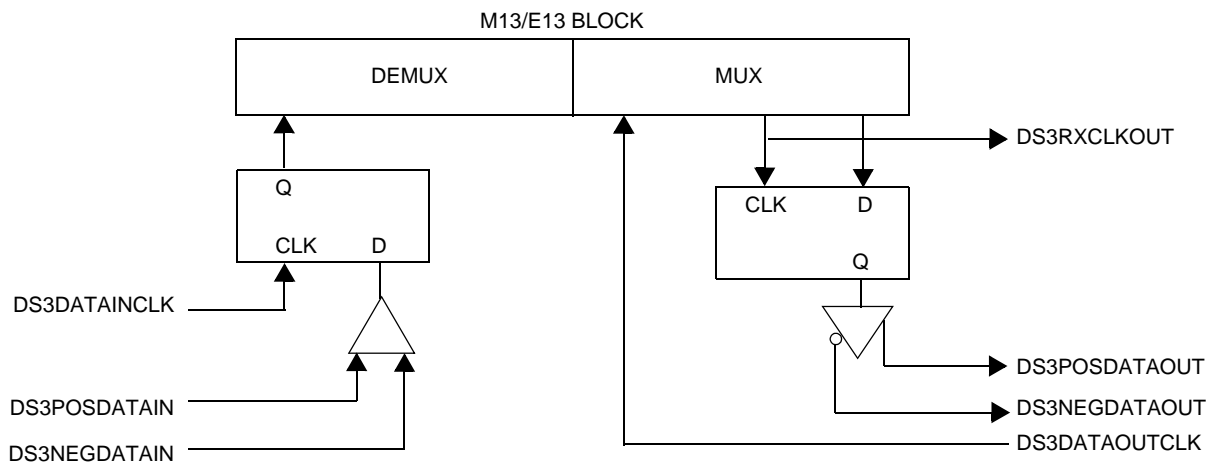 M13/E13 BLOCK
DEMUX
MUX
DS3RXCLKOUT
Q
CLK
D
CLK
D
Q
DS3DATAINCLK
DS3POSDATAIN
DS3NEGDATAIN
DS3POSDATAOUT
DS3NEGDATAOUT
DS3DATAOUTCLK